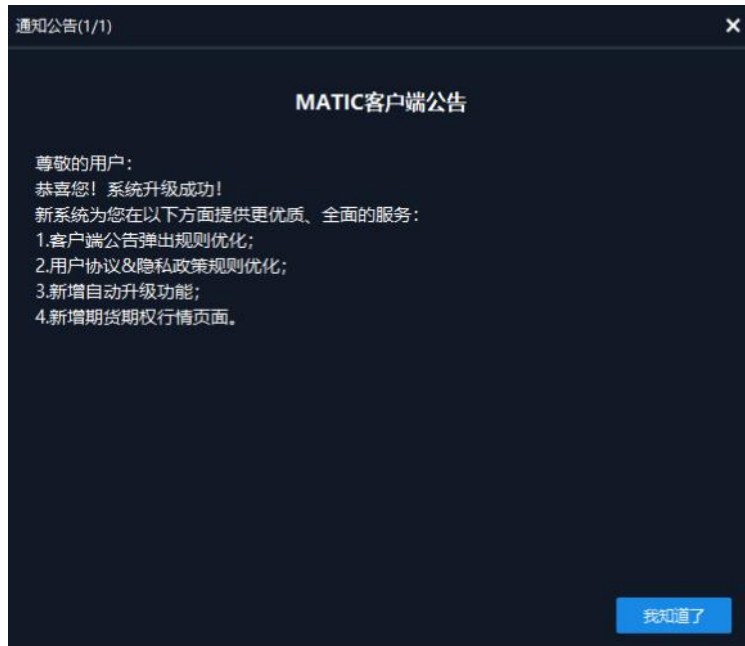 通知公告(1/1)
MATIC客户端公告
尊敬的用户：
恭喜您！系统升级成功！
新系统为您在以下方面提供更优质、全面的服务：
1.客户端公告弹出规则优化；
2.用户协议&隐私政策规则优化；
3.新增自动升级功能；
4.新增期货期权行情页面。
我知道了